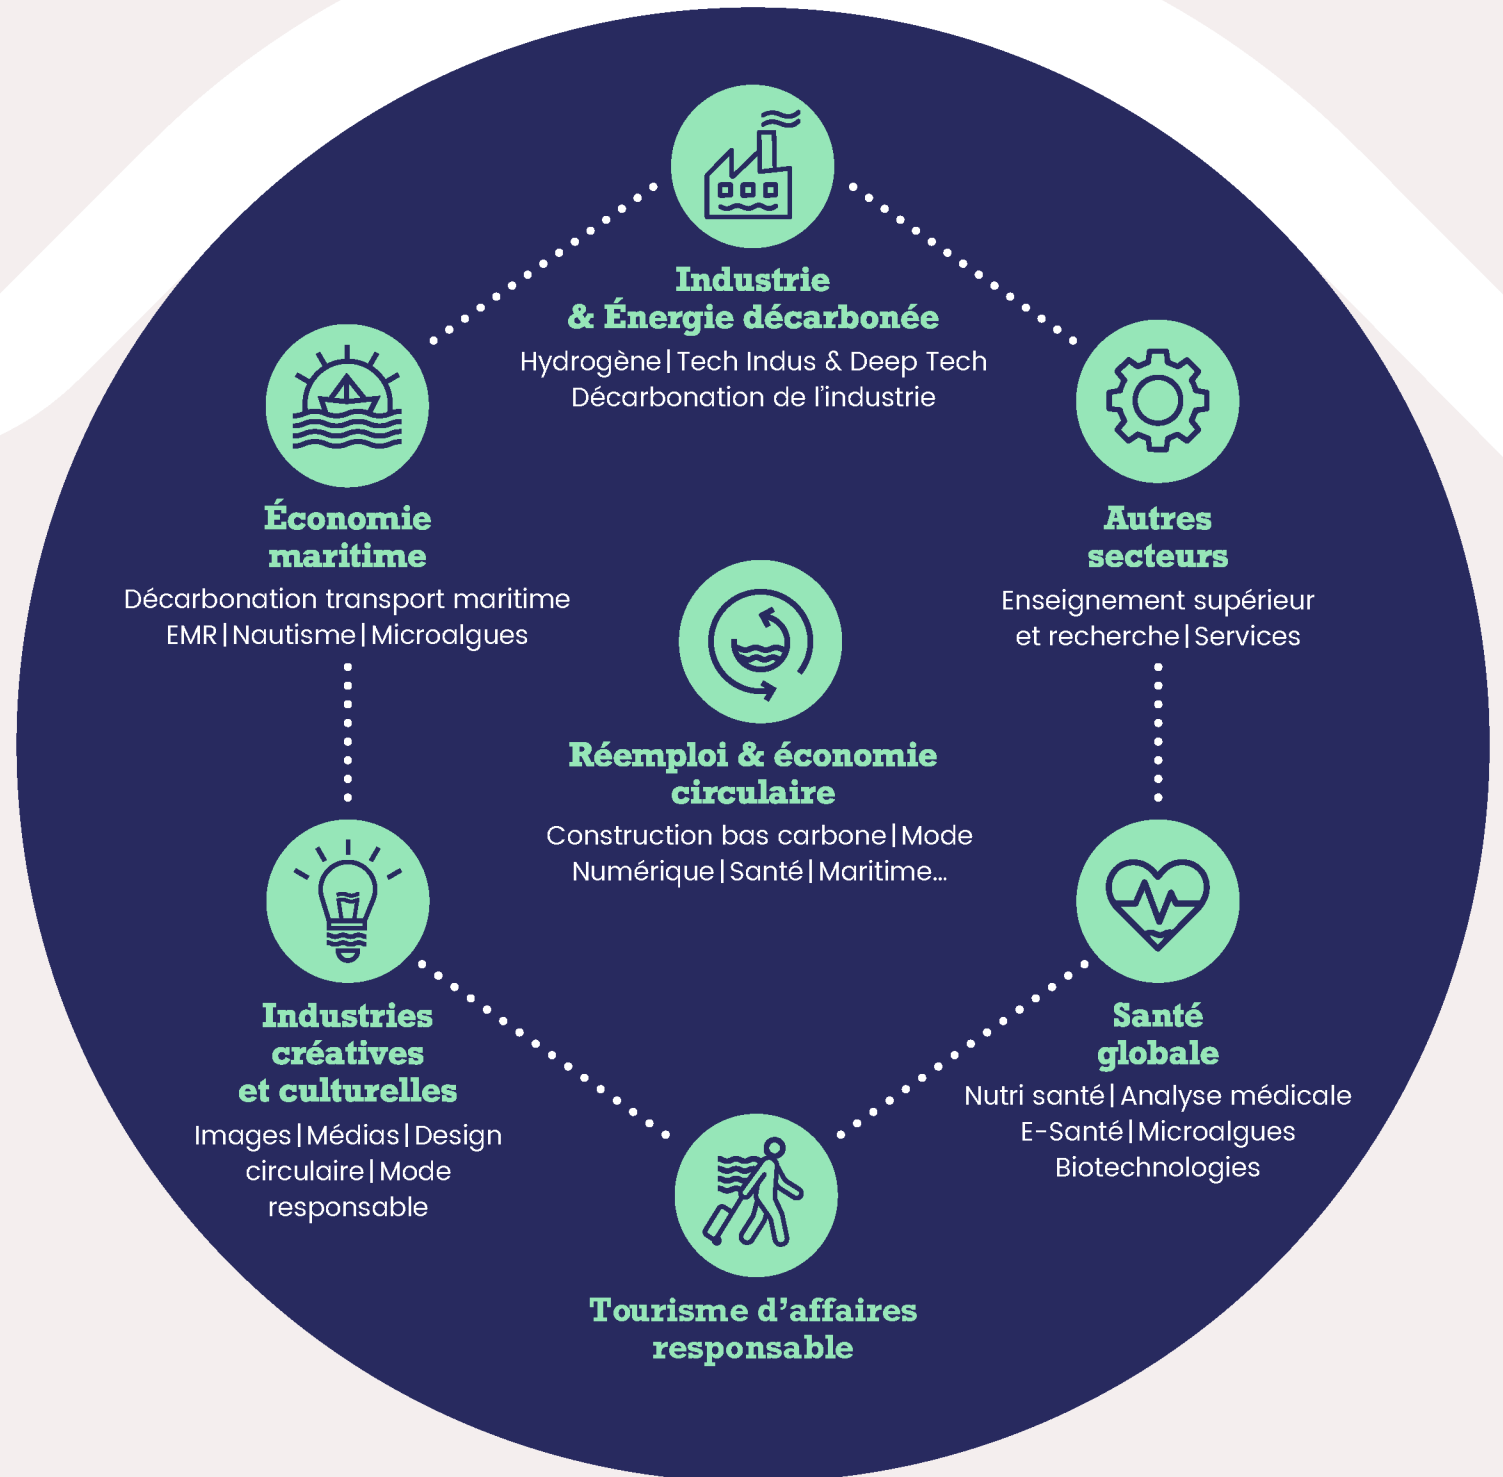 Industrie
& Énergie décarbonée
Hydrogène|Tech Indus & Deep Tech
Décarbonation de l’industrie
Économie
maritime
Décarbonation transport maritime
EMR|Nautisme|Microalgues
Autres
secteurs
Enseignement supérieur
et recherche|Services
Réemploi & économie
circulaire
Construction bas carbone|Mode
Numérique|Santé|Maritime...
Industries
créatives
et culturelles
Images|Médias|Design
circulaire|Mode
responsable
Santé
globale
Nutri santé|Analyse médicale
E-Santé|Microalgues
Biotechnologies
Tourisme d’affaires
responsable